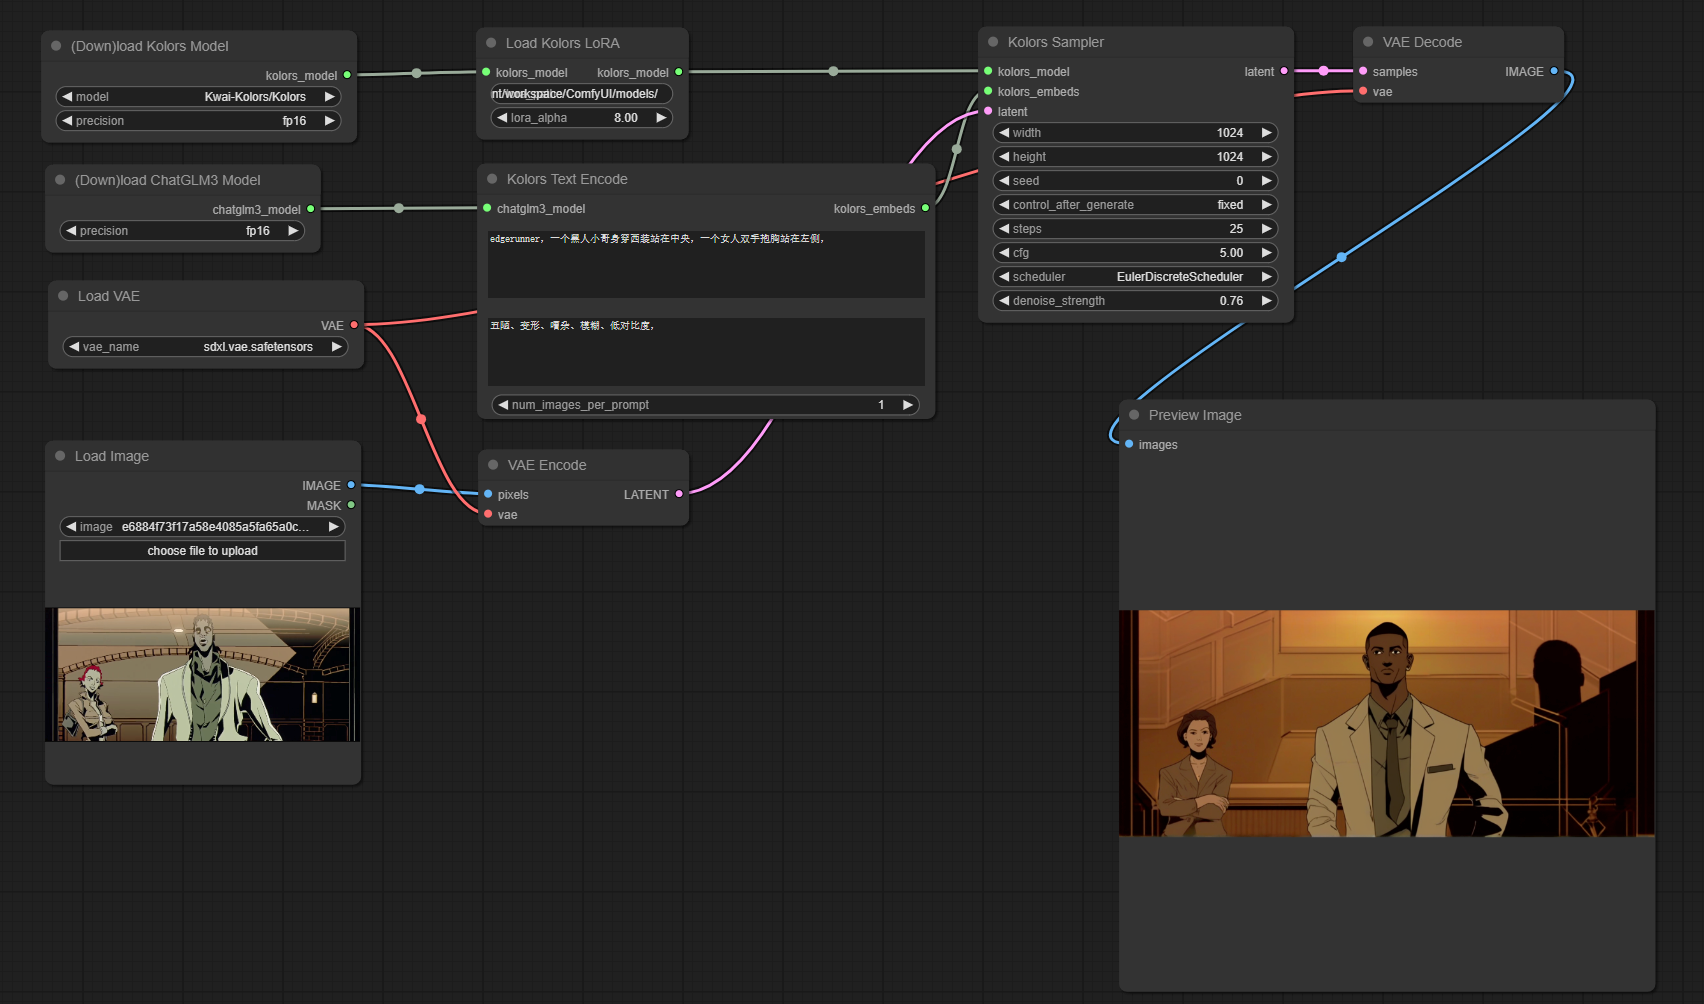 (Down)load Kolors Model
kolors_model
model Kwai-Kolors/Kolors
precision fp16
(Down)load ChatGLM3 Model
chatglm3_model
precision fp16
Load VAE
VAE
vae_name sdxl.vae.safetensors
Load Image
IMAGE
MASK
image e6884f73f17a58e4085a5fa65a0c...
choose file to upload
Load Kolors LoRA
kolors_model kolors_model
nt/workspace/ComfyUI/models/
lora_alpha 8.00
Kolors Text Encode
chatglm3_model kolors_embeds
edgerunner，一个黑人小哥身穿西装站在中央，一个女人双手抱胸站在左侧，
丑陋、变形、嘈杂、模糊、低对比度，
num_images_per_prompt 1
VAE Encode
pixels LATENT
vae
Kolors Sampler
kolors_model latent
kolors_embeds
latent
width 1024
height 1024
seed 0
control_after_generate fixed
steps 25
cfg 5.00
scheduler EulerDiscreteScheduler
denoise_strength 0.76
VAE Decode
samples IMAGE
vae
Preview Image
images